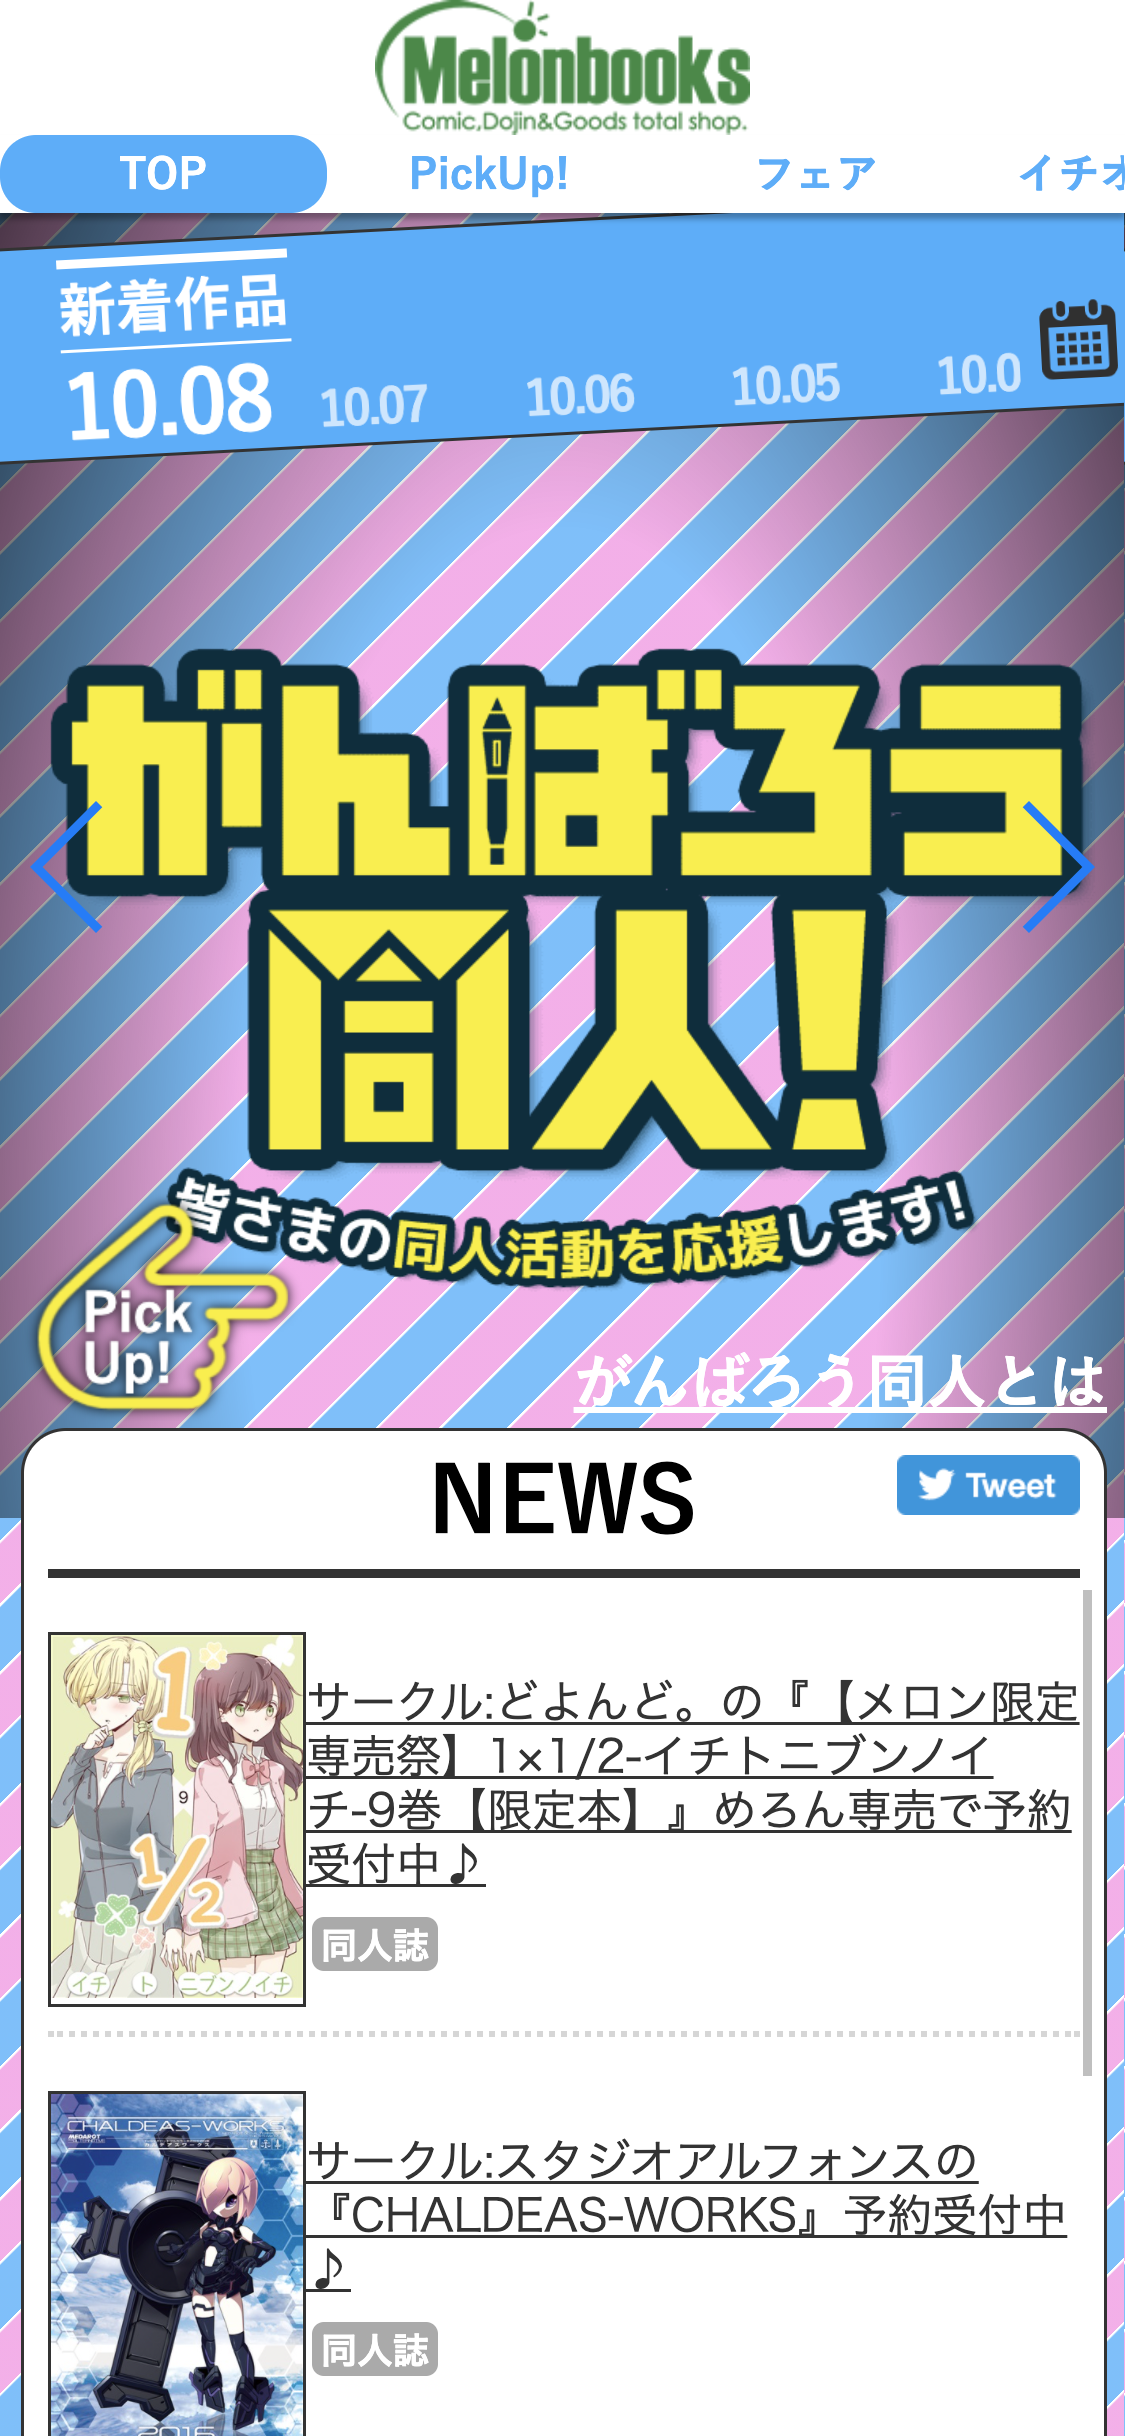 Melonbooks
Comic,Dojin&Goods total shop.
TOP PickUp! フェア イチオ
新着作品
10.08 10.07 10.06 10.05 10.0
がんばろう
同人!
皆さまの同人活動を応援します!
Pick
Up!
がんばろう同人とは
NEWS
Tweet
1
9
1/2
イチ ト ニブンノイチ
サークル:どよんど。の『【メロン限定
専売祭】1×1/2-イチトニブンノイ
チ-9巻【限定本】』めろん専売で予約
受付中♪
同人誌
CHALDEAS-WORKS
2016
サークル:スタジオアルフォンスの
『CHALDEAS-WORKS』予約受付中
♪
同人誌